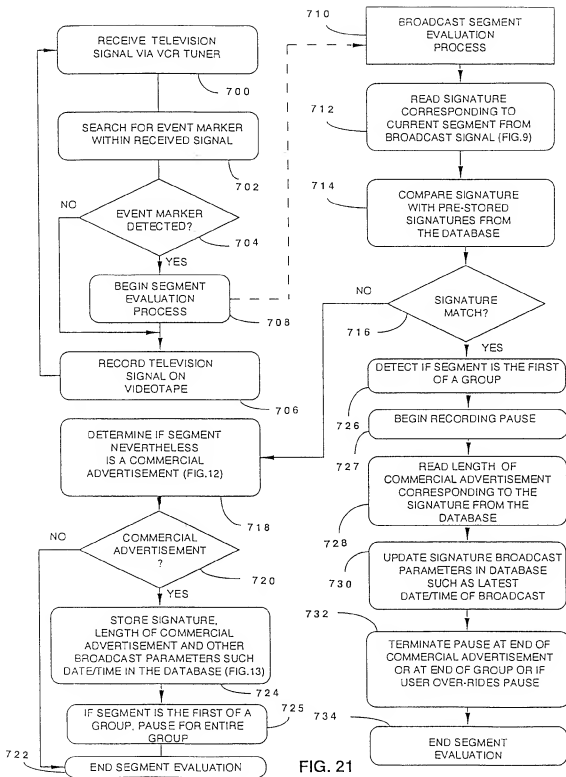 RECEIVE TELEVISION
SIGNAL VIA VCR TUNER
700
SEARCH FOR EVENT MARKER
WITHIN RECEIVED SIGNAL
702
NO
EVENT MARKER
DETECTED?
704
YES
BEGIN SEGMENT
EVALUATION
PROCESS
708
RECORD TELEVISION
SIGNAL ON
VIDEOTAPE
706
DETERMINE IF SEGMENT
NEVERTHELESS
IS A COMMERCIAL
ADVERTISEMENT (FIG.12)
718
NO
COMMERCIAL
ADVERTISEMENT
?
720
YES
STORE SIGNATURE,
LENGTH OF COMMERCIAL
ADVERTISEMENT AND OTHER
BROADCAST PARAMETERS SUCH
DATE/TIME IN THE DATABASE (FIG.13)
724
IF SEGMENT IS THE FIRST OF A
GROUP, PAUSE FOR ENTIRE
GROUP
725
722
END SEGMENT EVALUATION
710
BROADCAST SEGMENT
EVALUATION
PROCESS
712
READ SIGNATURE
CORRESPONDING TO
CURRENT SEGMENT FROM
BROADCAST SIGNAL (FIG.9)
714
COMPARE SIGNATURE
WITH PRE-STORED
SIGNATURES FROM
THE DATABASE
NO
SIGNATURE
MATCH?
716
YES
DETECT IF SEGMENT IS THE FIRST
OF A GROUP
726
BEGIN RECORDING PAUSE
727
READ LENGTH OF
COMMERCIAL ADVERTISEMENT
CORRESPONDING TO THE
SIGNATURE FROM THE
DATABASE
728
UPDATE SIGNATURE BROADCAST
PARAMETERS IN DATABASE
SUCH AS LATEST
DATE/TIME OF BROADCAST
730
732
TERMINATE PAUSE AT END OF
COMMERCIAL ADVERTISEMENT
OR AT END OF GROUP OR IF
USER OVER-RIDES PAUSE
734
END SEGMENT
EVALUATION
FIG. 21